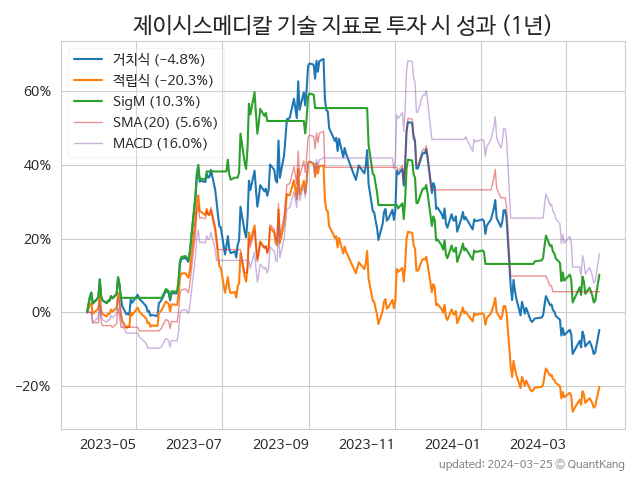 제이시스메디칼 기술 지표로 투자 시 성과 (1년)
거치식 (−4.8%)
적립식 (−20.3%)
SigM (10.3%)
SMA(20) (5.6%)
MACD (16.0%)
60%
40%
20%
0%
−20%
2023−05 2023−07 2023−09 2023−11 2024−01 2024−03
updated: 2024−03−25 © QuantKang